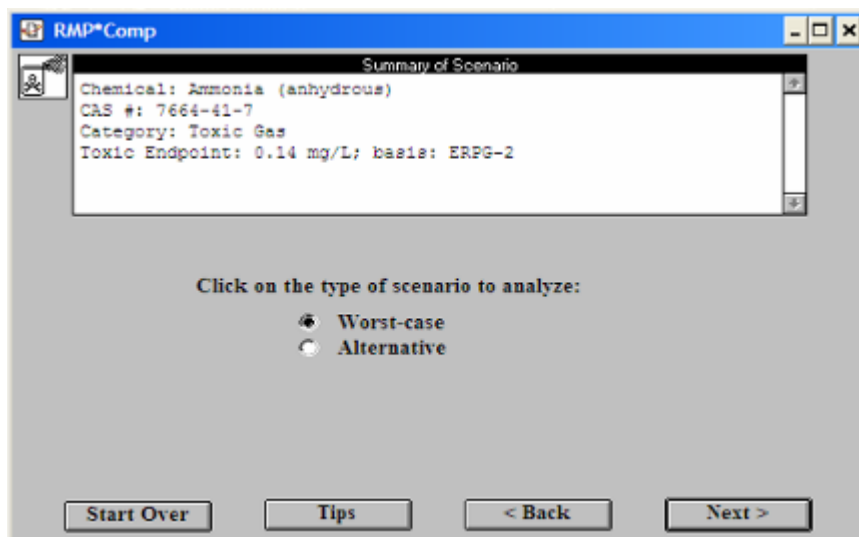 RMP*Comp
Summary of Scenario
Chemical: Ammonia (anhydrous)
CAS #: 7664-41-7
Category: Toxic Gas
Toxic Endpoint: 0.14 mg/L; basis: ERPG-2
Click on the type of scenario to analyze:
Worst-case
Alternative
Start Over Tips < Back Next >